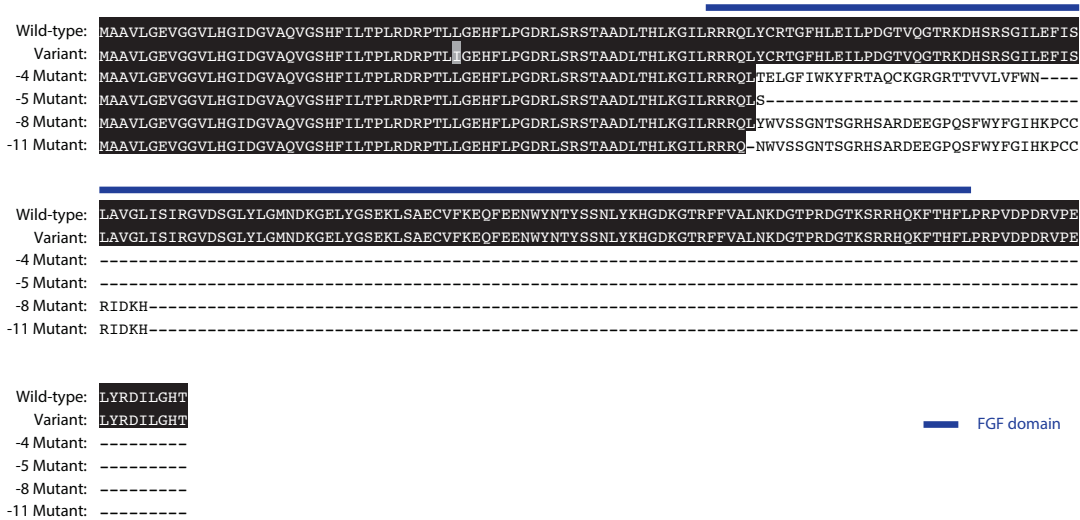 Wild-type: MAAVLGEVGGVLHGIDGVAQVGSHFILTPLRDRPTLLGEHFLPGDRLSRSTAADLTHLKGILRRRQLYCRTGFHLEILPDGTVQGTRKDHSRSGILEFIS
Variant: MAAVLGEVGGVLHGIDGVAQVGSHFILTPLRDRPTLIGEHFLPGDRLSRSTAADLTHLKGILRRRQLYCRTGFHLEILPDGTVQGTRKDHSRSGILEFIS
-4 Mutant: MAAVLGEVGGVLHGIDGVAQVGSHFILTPLRDRPTLLGEHFLPGDRLSRSTAADLTHLKGILRRRQLTELGFIWKYFRTAQCKGRGRTTVVLVFWN----
-5 Mutant: MAAVLGEVGGVLHGIDGVAQVGSHFILTPLRDRPTLLGEHFLPGDRLSRSTAADLTHLKGILRRRQLS--------------------------------
-8 Mutant: MAAVLGEVGGVLHGIDGVAQVGSHFILTPLRDRPTLLGEHFLPGDRLSRSTAADLTHLKGILRRRQLYWVSSGNTSGRHSARDEEGPQSFWYFGIHKPCC
-11 Mutant: MAAVLGEVGGVLHGIDGVAQVGSHFILTPLRDRPTLLGEHFLPGDRLSRSTAADLTHLKGILRRRQ-NWVSSGNTSGRHSARDEEGPQSFWYFGIHKPCC
Wild-type: LAVGLISIRGVDSGLYLGMNDKGELYGSEKLSAECVFKEQFEENWYNTYSSNLYKHGDKGTRFFVALNKDGTPRDGTKSRRHQKFTHFLPRPVDPDRVPE
Variant: LAVGLISIRGVDSGLYLGMNDKGELYGSEKLSAECVFKEQFEENWYNTYSSNLYKHGDKGTRFFVALNKDGTPRDGTKSRRHQKFTHFLPRPVDPDRVPE
-4 Mutant: ----------------------------------------------------------------------------------------------------
-5 Mutant: ----------------------------------------------------------------------------------------------------
-8 Mutant: RIDKH-----------------------------------------------------------------------------------------------
-11 Mutant: RIDKH-----------------------------------------------------------------------------------------------
Wild-type: LYRDILGHT
Variant: LYRDILGHT
-4 Mutant: ---------
-5 Mutant: ---------
-8 Mutant: ---------
-11 Mutant: ---------
FGF domain